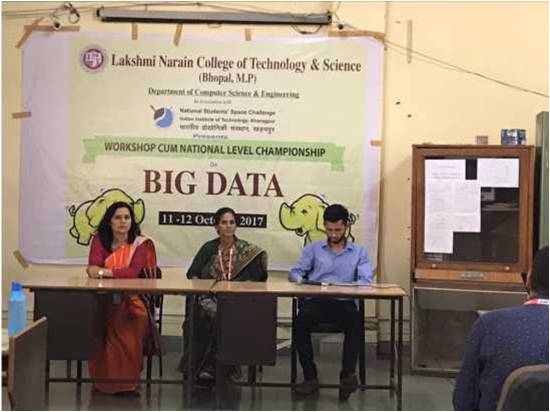 Lakshmi Narain College of Technology & Science
(Bhopal, M.P)
Department of Computer Science & Engineering
In Association with
National Students' Space Challenge
Indian Institute of Technology, Kharagpur
भारतीय प्रौद्योगिकी संस्थान, खड़गपुर
Presents
WORKSHOP CUM NATIONAL LEVEL CHAMPIONSHIP
On
BIG DATA
11-12 Octo 2017